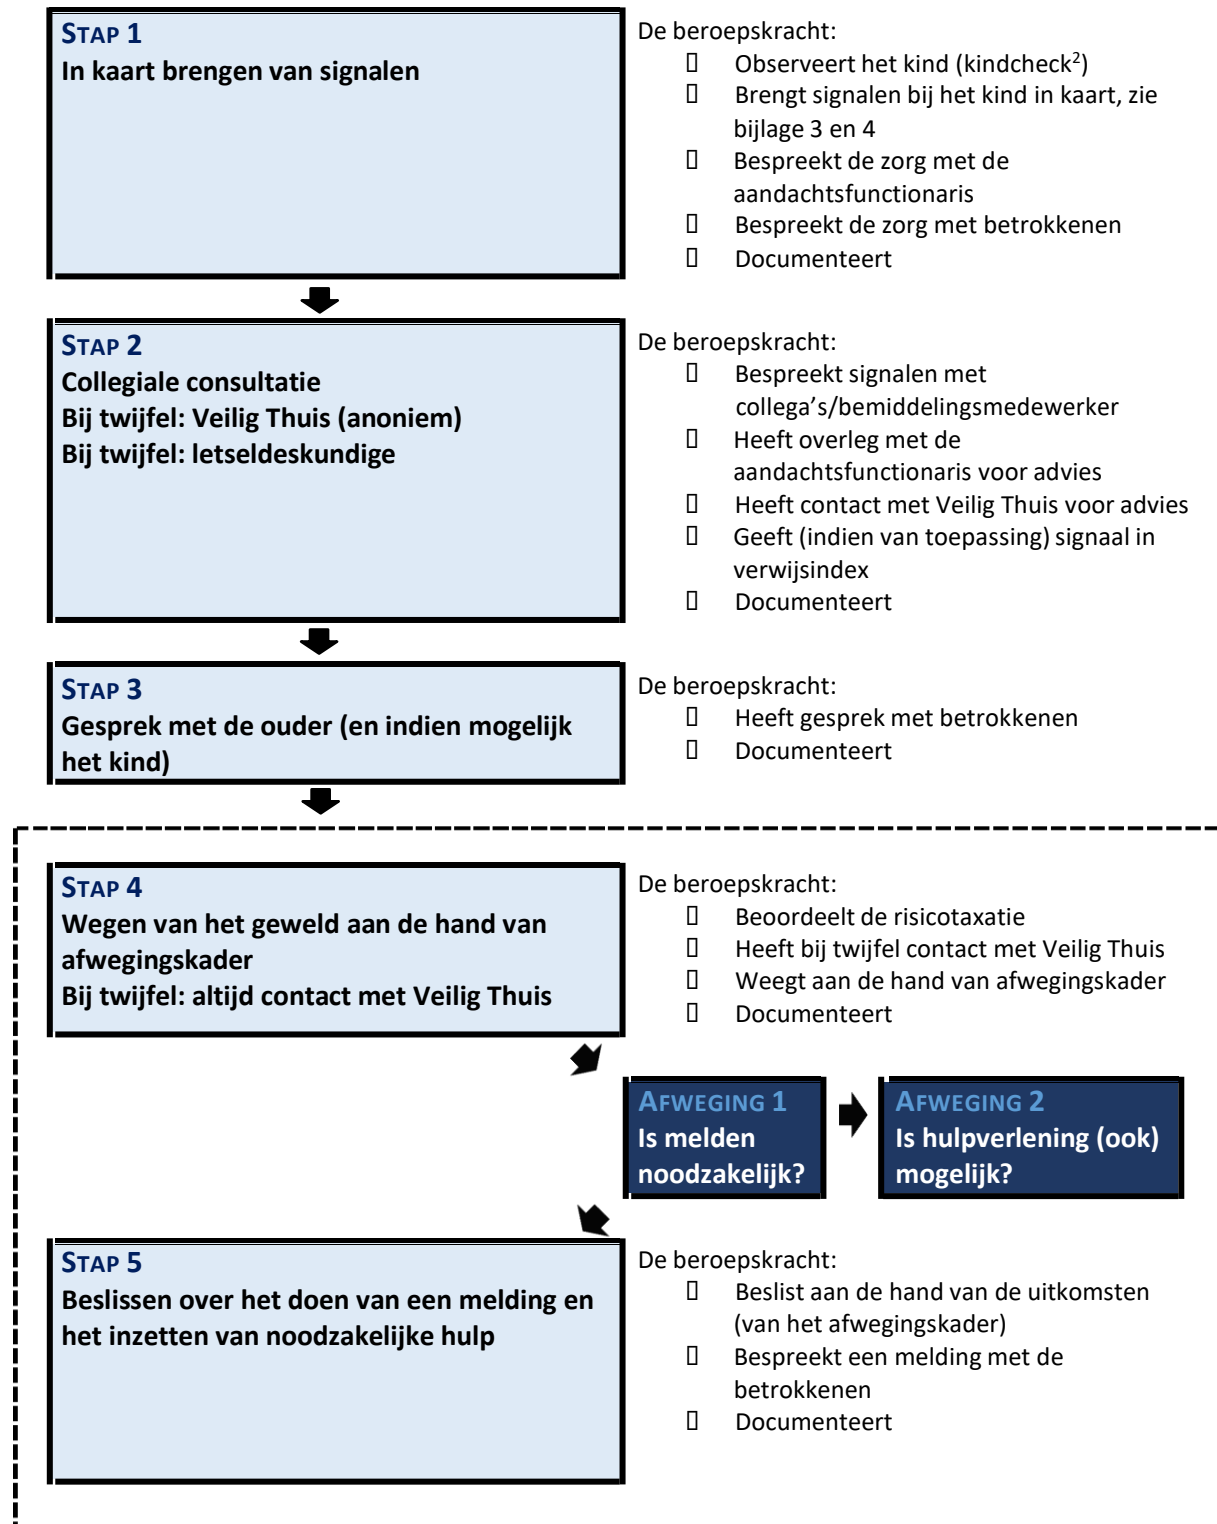 STAP 1
In kaart brengen van signalen
De beroepskracht:
Observeert het kind (kindcheck²)
Brengt signalen bij het kind in kaart, zie
bijlage 3 en 4
Bespreekt de zorg met de
aandachtsfunctionaris
Bespreekt de zorg met betrokkenen
Documenteert
STAP 2
Collegiale consultatie
Bij twijfel: Veilig Thuis (anoniem)
Bij twijfel: letseldeskundige
De beroepskracht:
Bespreekt signalen met
collega’s/bemiddelingsmedewerker
Heeft overleg met de
aandachtsfunctionaris voor advies
Heeft contact met Veilig Thuis voor advies
Geeft (indien van toepassing) signaal in
verwijsindex
Documenteert
STAP 3
Gesprek met de ouder (en indien mogelijk
het kind)
De beroepskracht:
Heeft gesprek met betrokkenen
Documenteert
STAP 4
Wegen van het geweld aan de hand van
afwegingskader
Bij twijfel: altijd contact met Veilig Thuis
De beroepskracht:
Beoordeelt de risicotaxatie
Heeft bij twijfel contact met Veilig Thuis
Weegt aan de hand van afwegingskader
Documenteert
AFWEGING 1
Is melden
noodzakelijk?
AFWEGING 2
Is hulpverlening (ook)
mogelijk?
STAP 5
Beslissen over het doen van een melding en
het inzetten van noodzakelijke hulp
De beroepskracht:
Beslist aan de hand van de uitkomsten
(van het afwegingskader)
Bespreekt een melding met de
betrokkenen
Documenteert